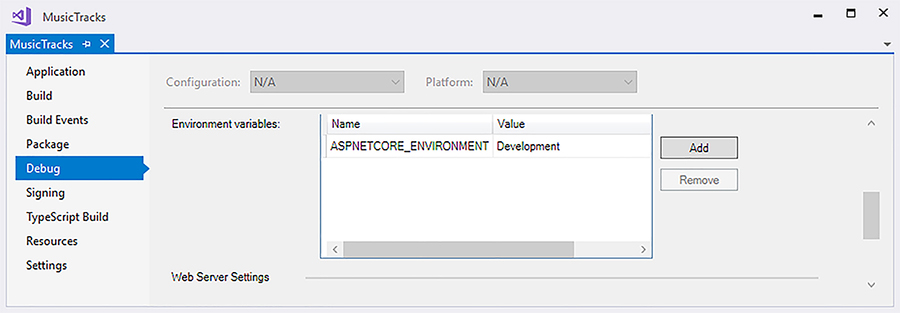 MusicTracks
MusicTracks
Application
Build
Build Events
Package
Debug
Signing
TypeScript Build
Resources
Settings
Configuration: N/A Platform: N/A
Environment variables:
Name Value
ASPNETCORE_ENVIRONMENT Development
Add
Remove
Web Server Settings